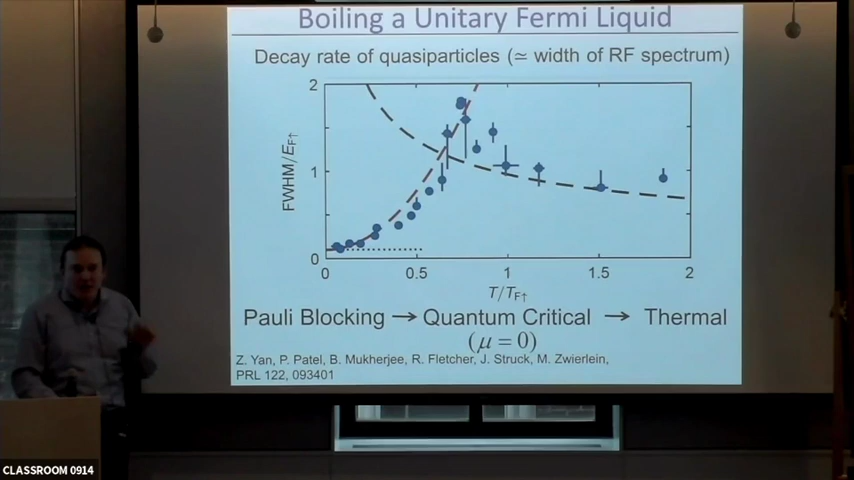 Boiling a Unitary Fermi Liquid
Decay rate of quasiparticles (≃ width of RF spectrum)
2
1
0
FWHM/E_F↑
0 0.5 1 1.5 2
T/T_F↑
Pauli Blocking → Quantum Critical → Thermal
(μ = 0)
Z. Yan, P. Patel, B. Mukherjee, R. Fletcher, J. Struck, M. Zwierlein,
PRL 122, 093401
CLASSROOM 0914